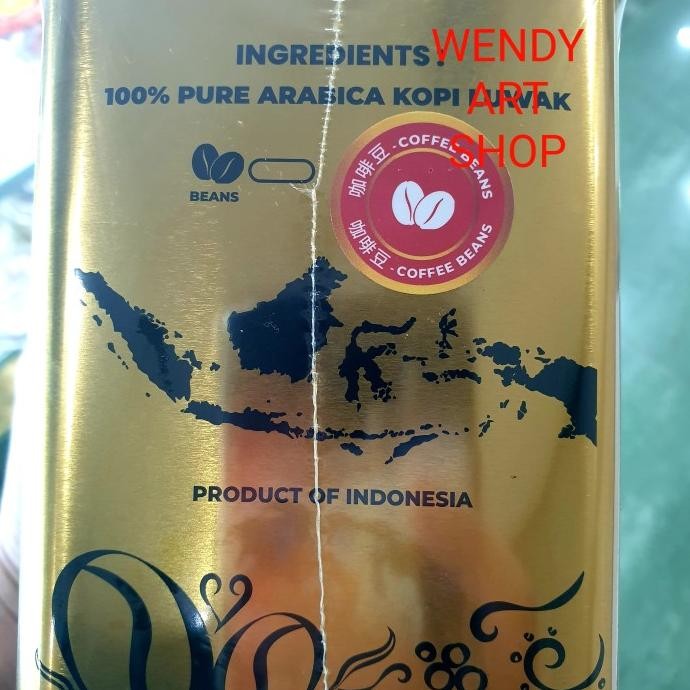 INGREDIENTS:
WENDY
ART
SHOP
100% PURE ARABICA KOPI LUWAK
BEANS
咖啡豆 - COFFEE BEANS
咖啡豆 - COFFEE BEANS
PRODUCT OF INDONESIA